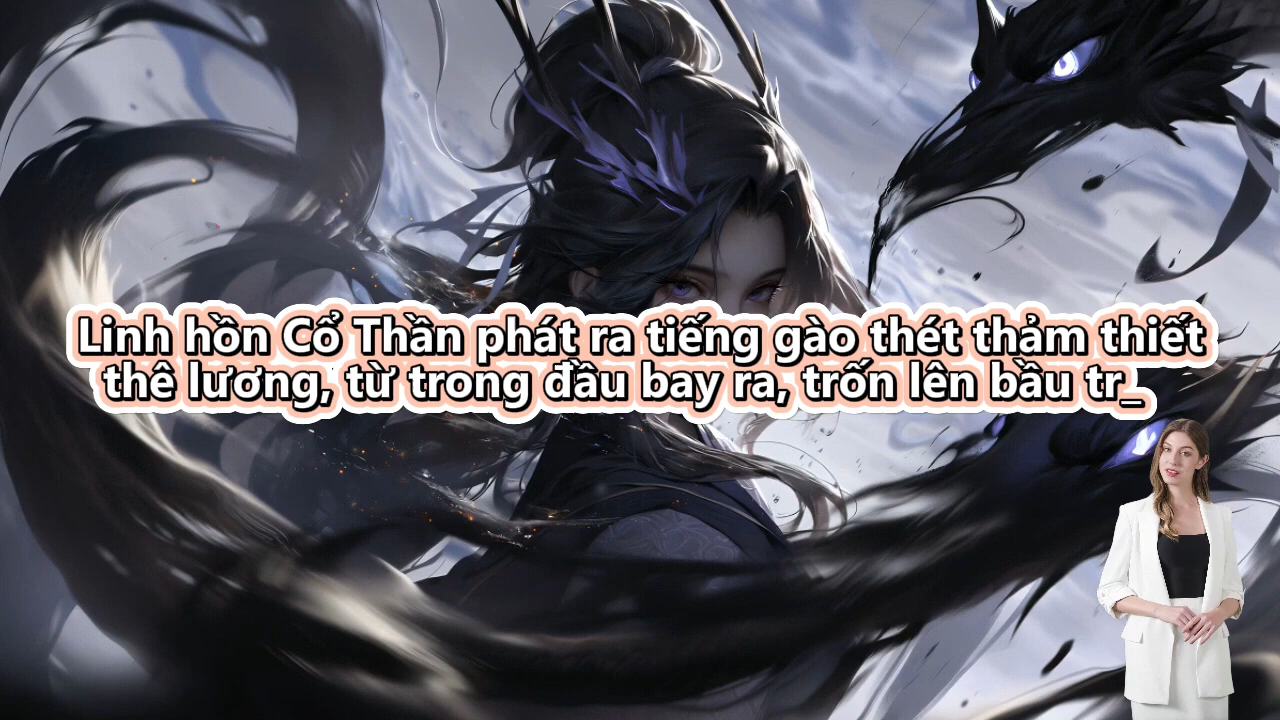 Linh hồn Cổ Thần phát ra tiếng gào thét thảm thiết
thê lương, từ trong đầu bay ra, trốn lên bầu tr_